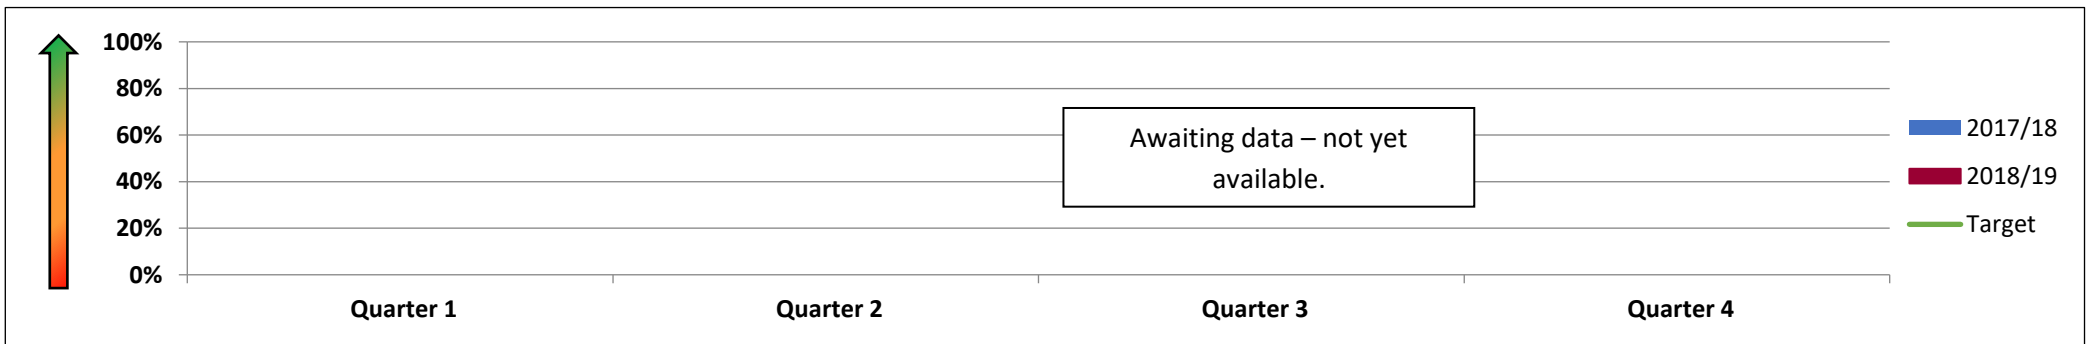 100%
80%
60%
40%
20%
0%
Awaiting data – not yet
available.
Quarter 1
Quarter 2
Quarter 3
Quarter 4
2017/18
2018/19
Target